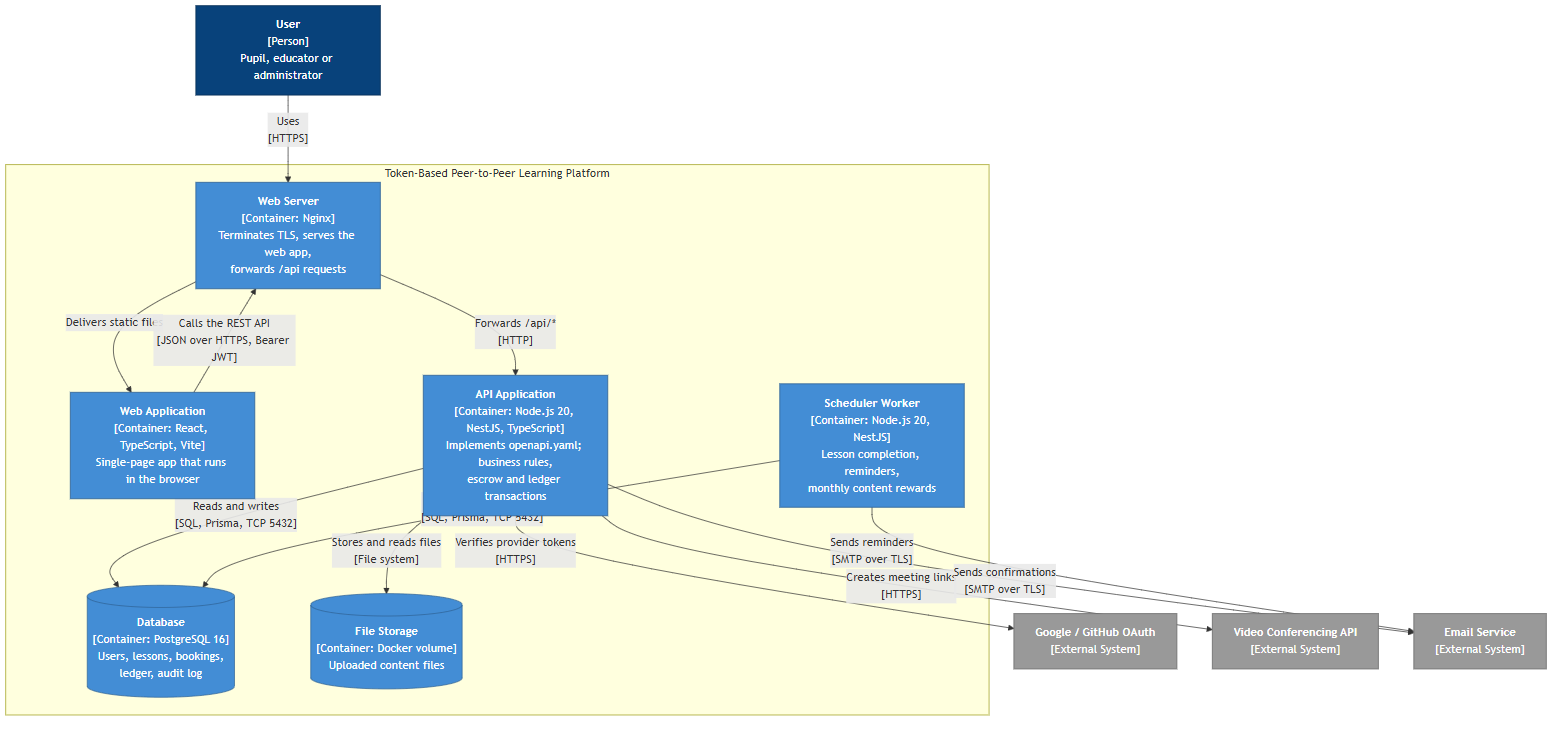 User
[Person]
Pupil, educator or
administrator
Uses
[HTTPS]
Token-Based Peer-to-Peer Learning Platform
Web Server
[Container: Nginx]
Terminates TLS, serves the
web app,
forwards /api requests
Delivers static files
Calls the REST API
[JSON over HTTPS, Bearer
JWT]
Forwards /api/*
[HTTP]
Web Application
[Container: React,
TypeScript, Vite]
Single-page app that runs
in the browser
API Application
[Container: Node.js 20,
NestJS, TypeScript]
Implements openapi.yaml;
business rules,
escrow and ledger
transactions
Scheduler Worker
[Container: Node.js 20,
NestJS]
Lesson completion,
reminders,
monthly content rewards
Reads and writes
[SQL, Prisma, TCP 5432]
[SQL, Prisma, TCP 5432]
Stores and reads files
[File system]
Verifies provider tokens
[HTTPS]
Sends reminders
[SMTP over TLS]
Creates meeting links
[HTTPS]
Sends confirmations
[SMTP over TLS]
Database
[Container: PostgreSQL 16]
Users, lessons, bookings,
ledger, audit log
File Storage
[Container: Docker volume]
Uploaded content files
Google / GitHub OAuth
[External System]
Video Conferencing API
[External System]
Email Service
[External System]